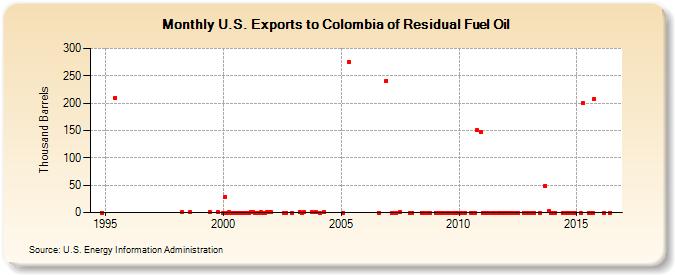 Monthly U.S. Exports to Colombia of Residual Fuel Oil
Thousand Barrels
300
250
200
150
100
50
0
1995 2000 2005 2010 2015
Source: U.S. Energy Information Administration